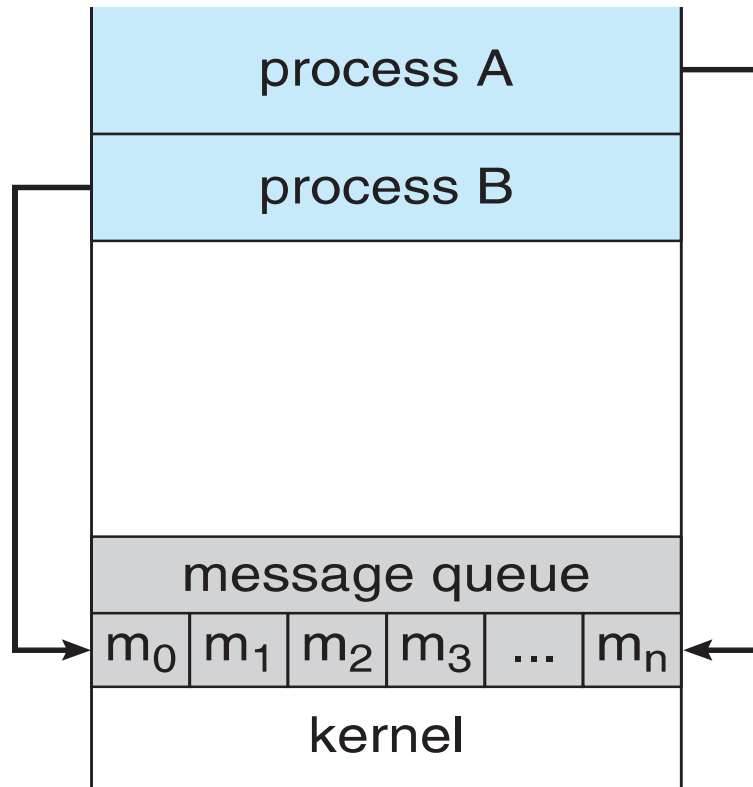 process A
process B
message queue
m₀ m₁ m₂ m₃ ... mₙ
kernel